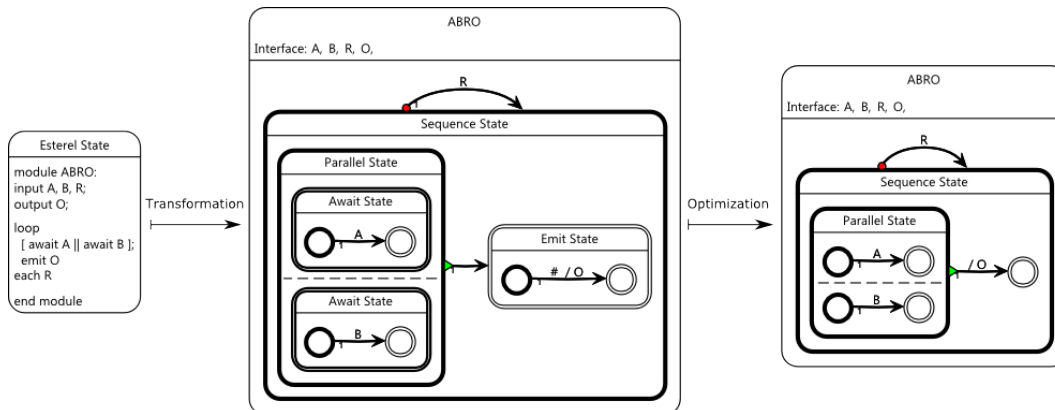 Esterel State
module ABRO:
input A, B, R;
output O;
loop
[ await A || await B ];
emit O
each R
end module
Transformation
ABRO
Interface: A, B, R, O,
R
1
Sequence State
Parallel State
Await State
A
1
1
Emit State
# / O
1
Await State
B
1
Optimization
ABRO
Interface: A, B, R, O,
R
1
Sequence State
Parallel State
A
1
/ O
1
B
1